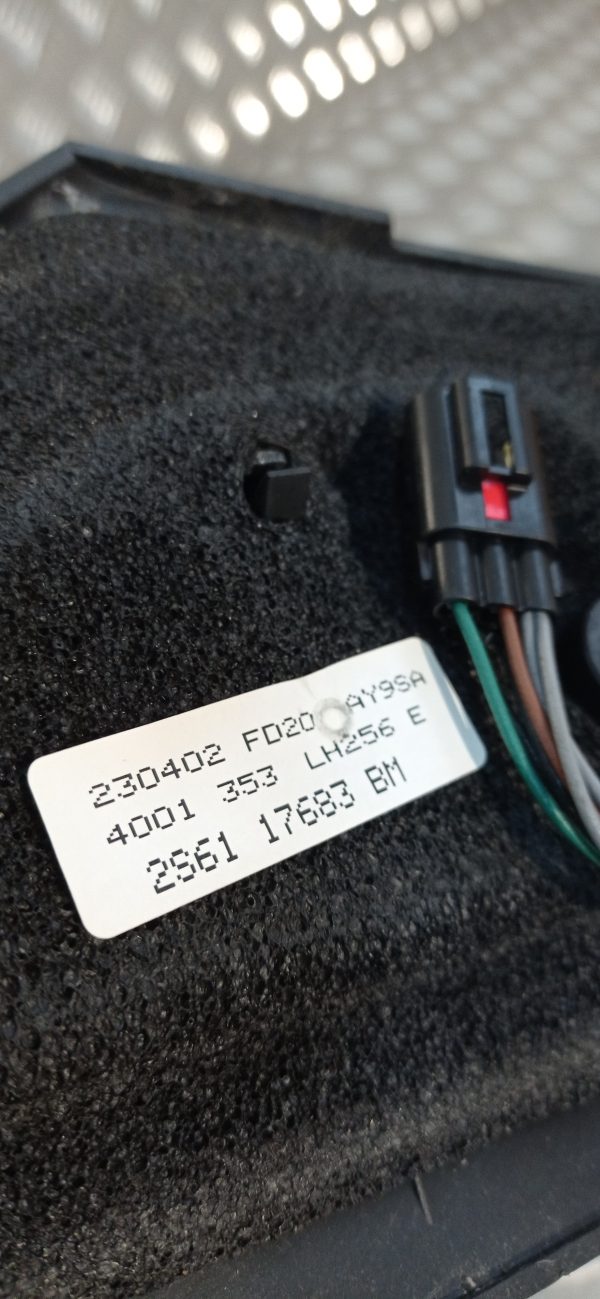 230402 FD20 AY9SA
4001 353 LH256 E
2S61 17683 BM